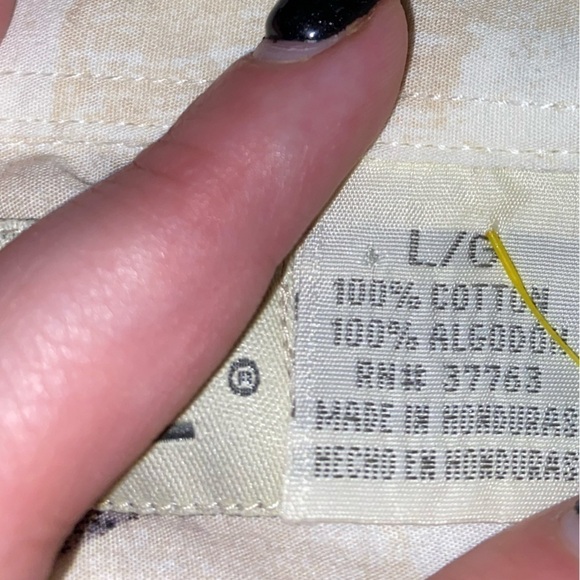 L/G
100% COTTON
100% ALGODON
RN# 37763
MADE IN HONDURAS
HECHO EN HONDURAS
®